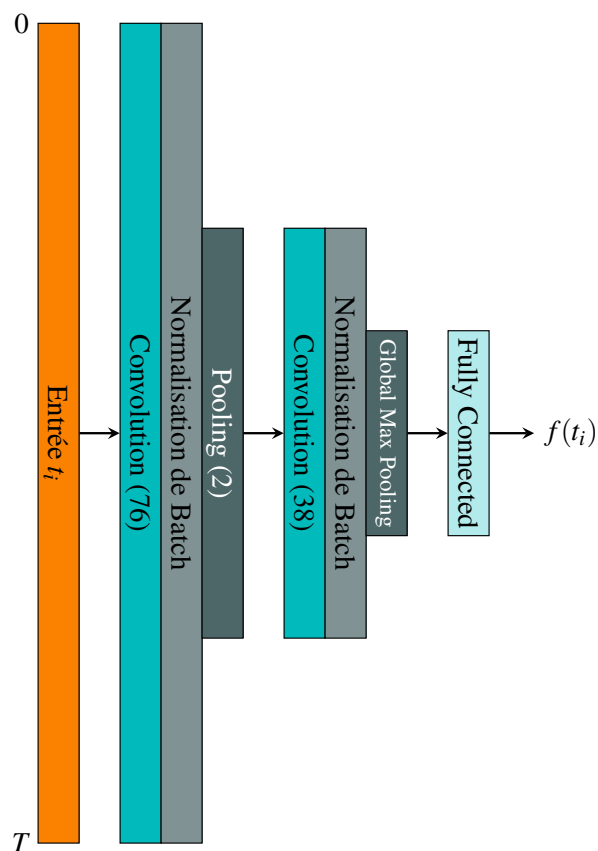 0
T
Entrée t_i
Convolution (76)
Normalisation de Batch
Pooling (2)
Convolution (38)
Normalisation de Batch
Global Max Pooling
Fully Connected
f(t_i)